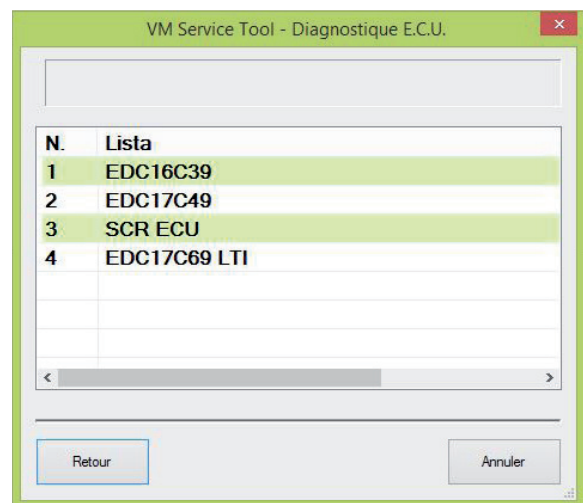 VM Service Tool - Diagnostique E.C.U.
N. Lista
1 EDC16C39
2 EDC17C49
3 SCR ECU
4 EDC17C69 LTI
Retour Annuler